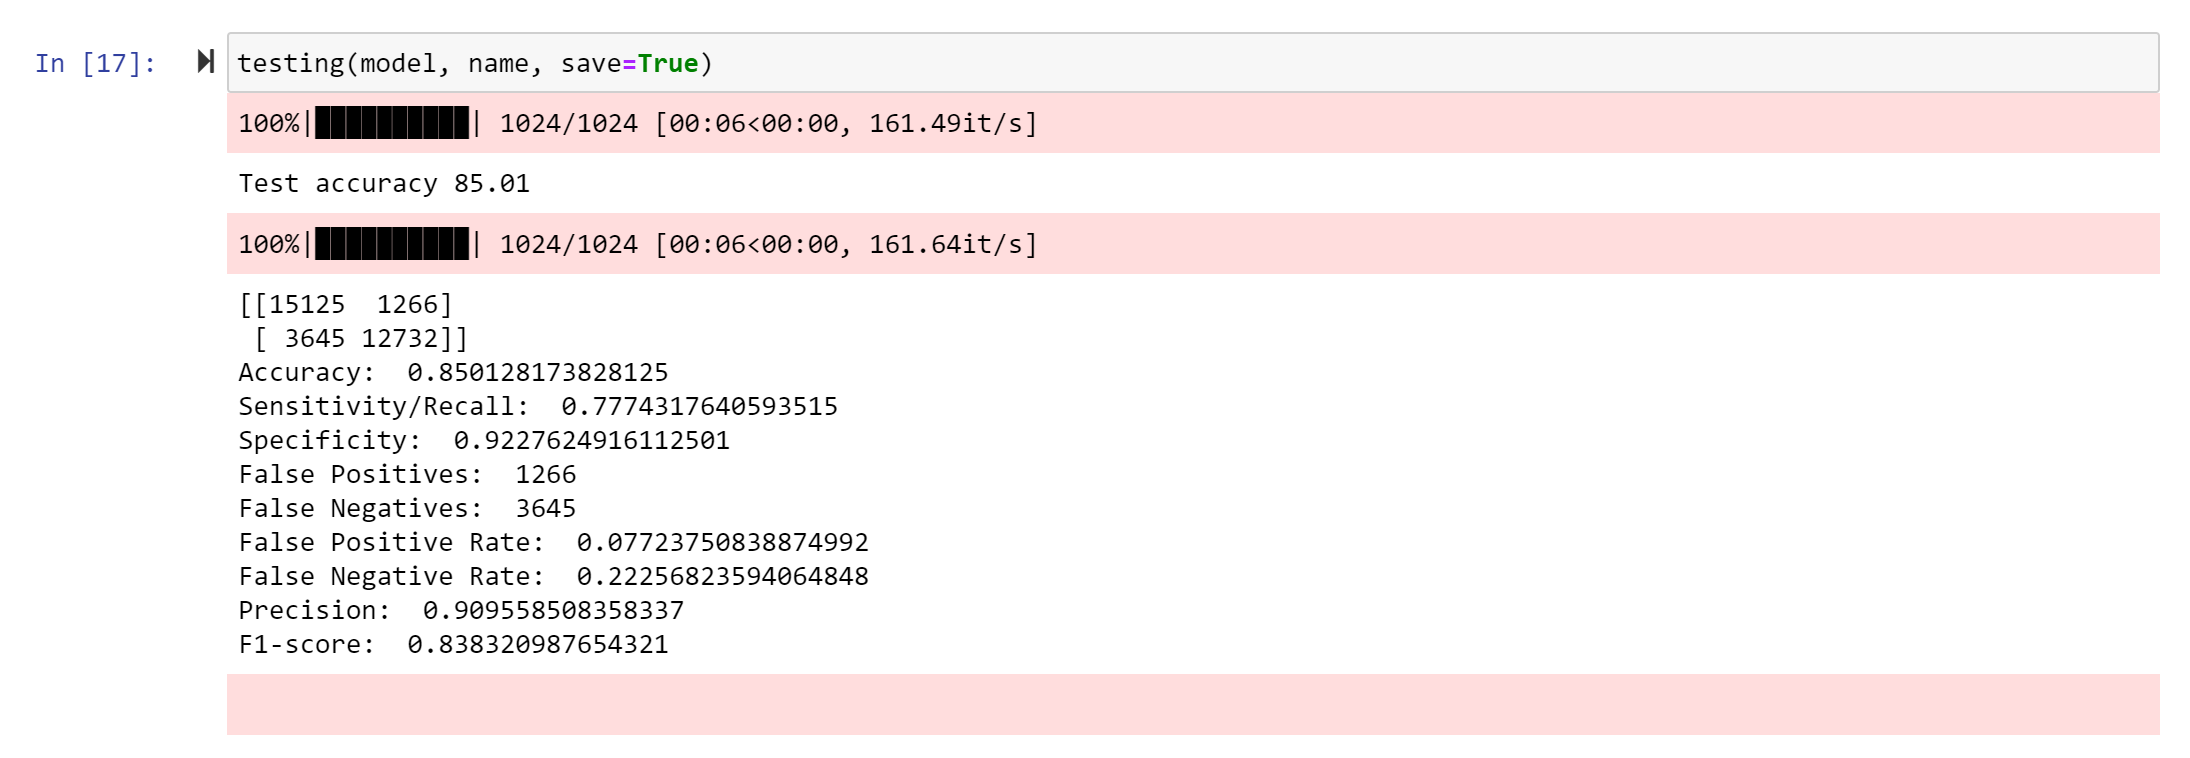 In [17]: testing(model, name, save=True)
100%|██████████| 1024/1024 [00:06<00:00, 161.49it/s]
Test accuracy 85.01
100%|██████████| 1024/1024 [00:06<00:00, 161.64it/s]
[[15125  1266]
 [ 3645 12732]]
Accuracy:  0.850128173828125
Sensitivity/Recall:  0.7774317640593515
Specificity:  0.9227624916112501
False Positives:  1266
False Negatives:  3645
False Positive Rate:  0.07723750838874992
False Negative Rate:  0.22256823594064848
Precision:  0.909558508358337
F1-score:  0.838320987654321